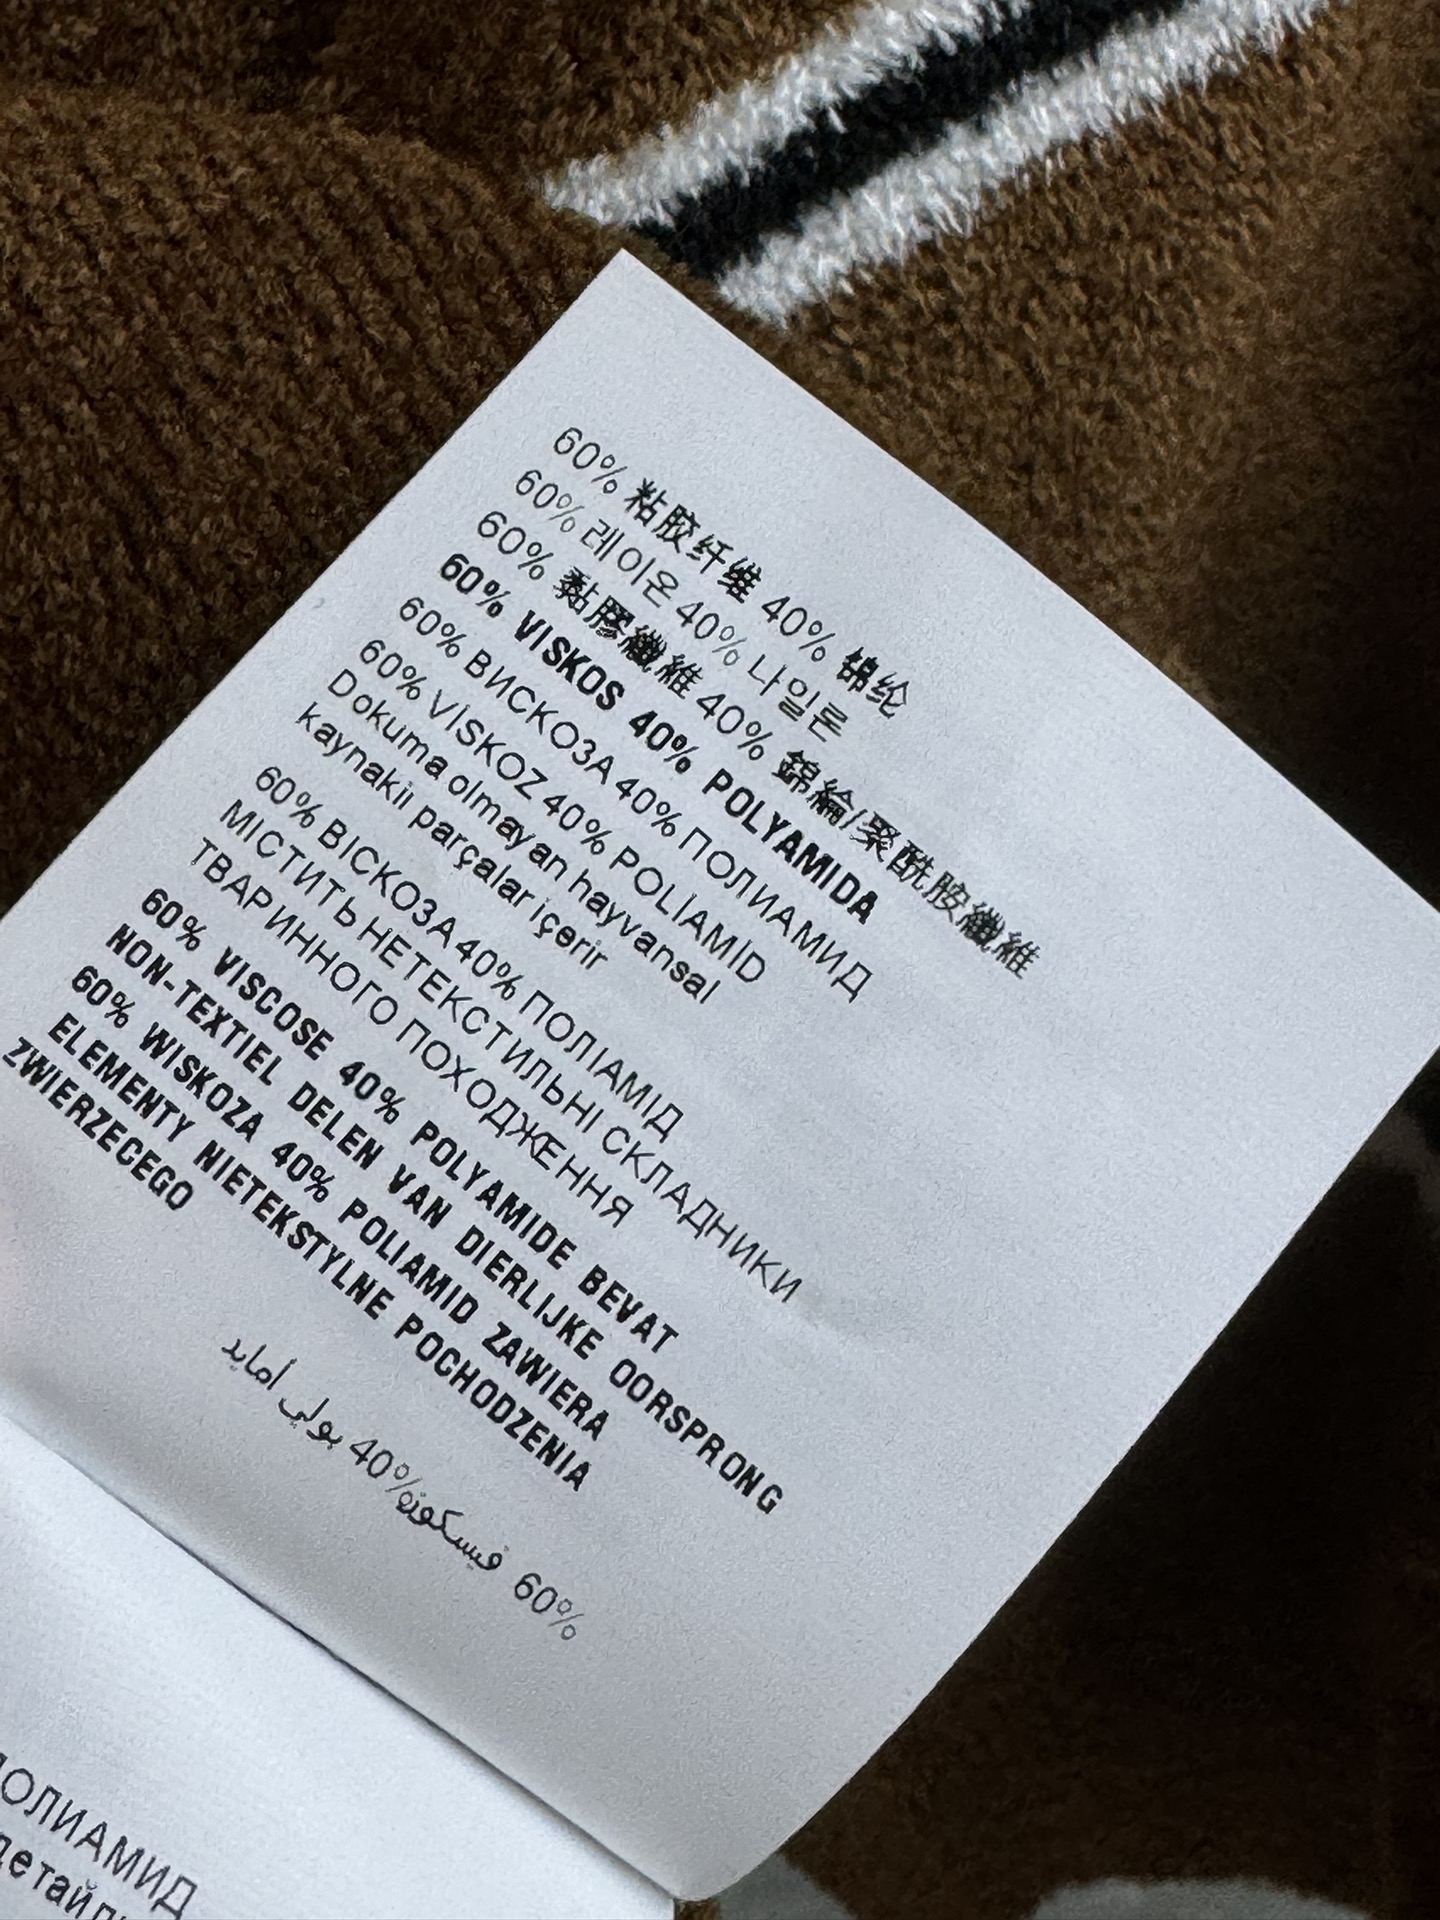 60% 粘胶纤维 40% 锦纶
60% 레이온 40% 나일론
60% 黏膠纖維 40% 錦綸/聚酰胺纖維
60% VISKOS 40% POLYAMIDA
60% ВИСКОЗА 40% ПОЛИАМИД
60% VİSKOZ 40% POLİAMİD
Dokuma olmayan hayvansal
kaynaklı parçalar içerir
60% ВІСКОЗА 40% ПОЛІАМІД
МІСТИТЬ НЕТЕКСТИЛЬНІ СКЛАДНИКИ
ТВАРИННОГО ПОХОДЖЕННЯ
60% VISCOSE 40% POLYAMIDE BEVAT
NON-TEXTIEL DELEN VAN DIERLIJKE OORSPRONG
60% WISKOZA 40% POLIAMID ZAWIERA
ELEMENTY NIETEKSTYLNE POCHODZENIA
ZWIERZECEGO
60% فيسكوز 40% بولي أمايد
ОЛИАМИД